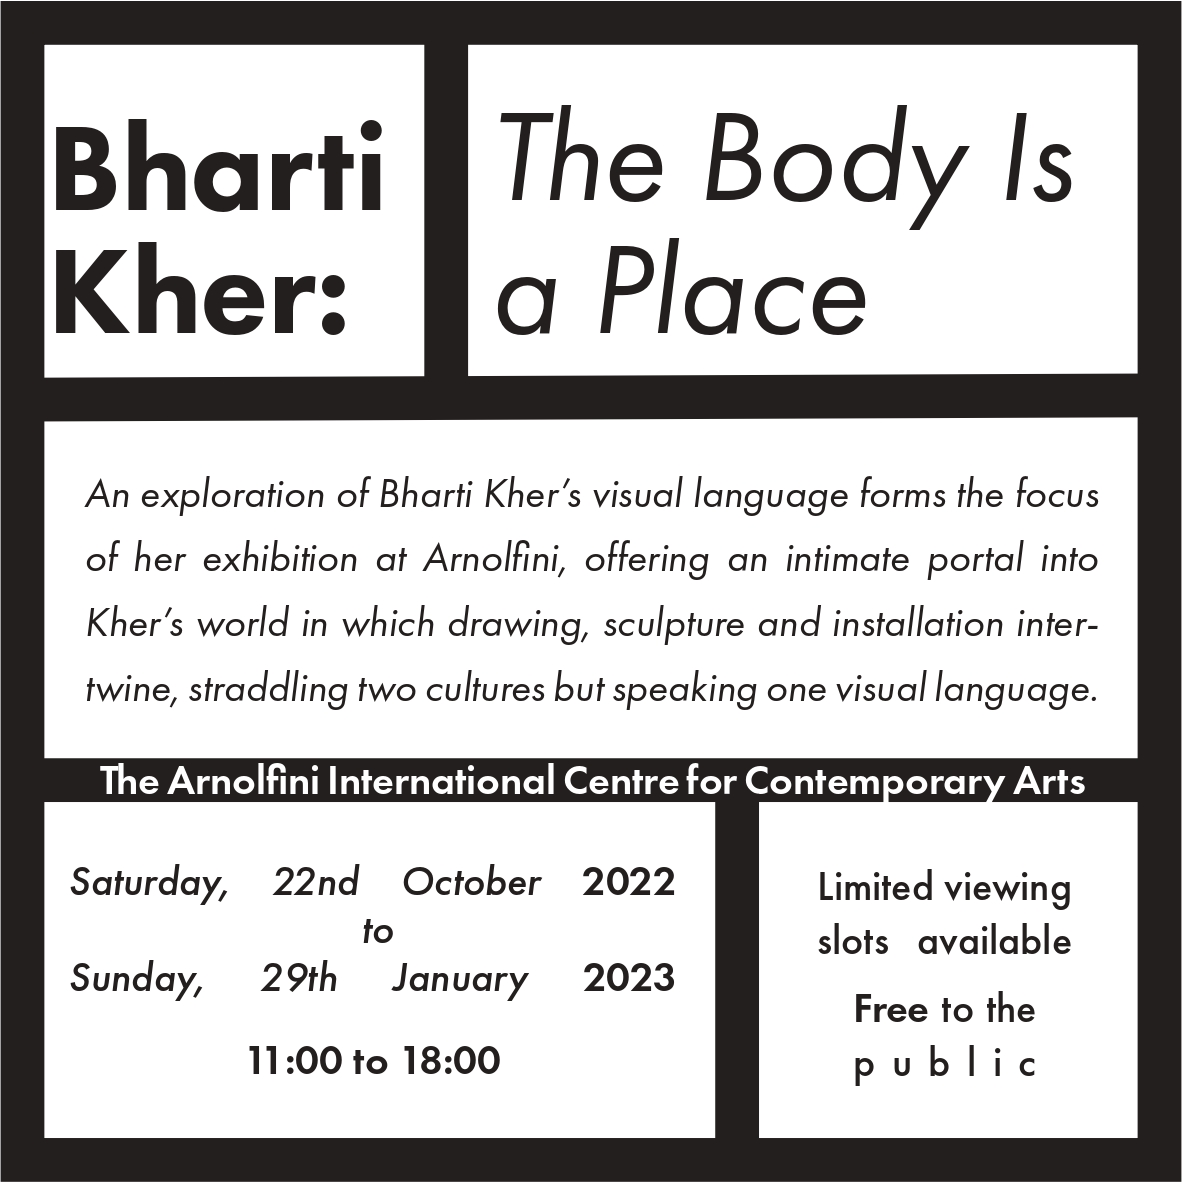 Bharti
Kher:
The Body Is
a Place
An exploration of Bharti Kher’s visual language forms the focus
of her exhibition at Arnolfini, offering an intimate portal into
Kher’s world in which drawing, sculpture and installation inter-
twine, straddling two cultures but speaking one visual language.
The Arnolfini International Centre for Contemporary Arts
Saturday, 22nd October 2022
to
Sunday, 29th January 2023
11:00 to 18:00
Limited viewing
slots available
Free to the
public